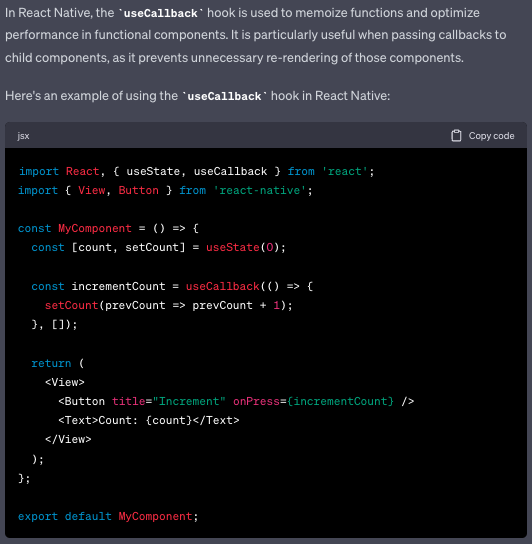 In React Native, the `useCallback` hook is used to memoize functions and optimize
performance in functional components. It is particularly useful when passing callbacks to
child components, as it prevents unnecessary re-rendering of those components.
Here's an example of using the `useCallback` hook in React Native:
jsx Copy code
import React, { useState, useCallback } from 'react';
import { View, Button } from 'react-native';
const MyComponent = () => {
  const [count, setCount] = useState(0);
  const incrementCount = useCallback(() => {
    setCount(prevCount => prevCount + 1);
  }, []);
  return (
    <View>
      <Button title="Increment" onPress={incrementCount} />
      <Text>Count: {count}</Text>
    </View>
  );
};
export default MyComponent;